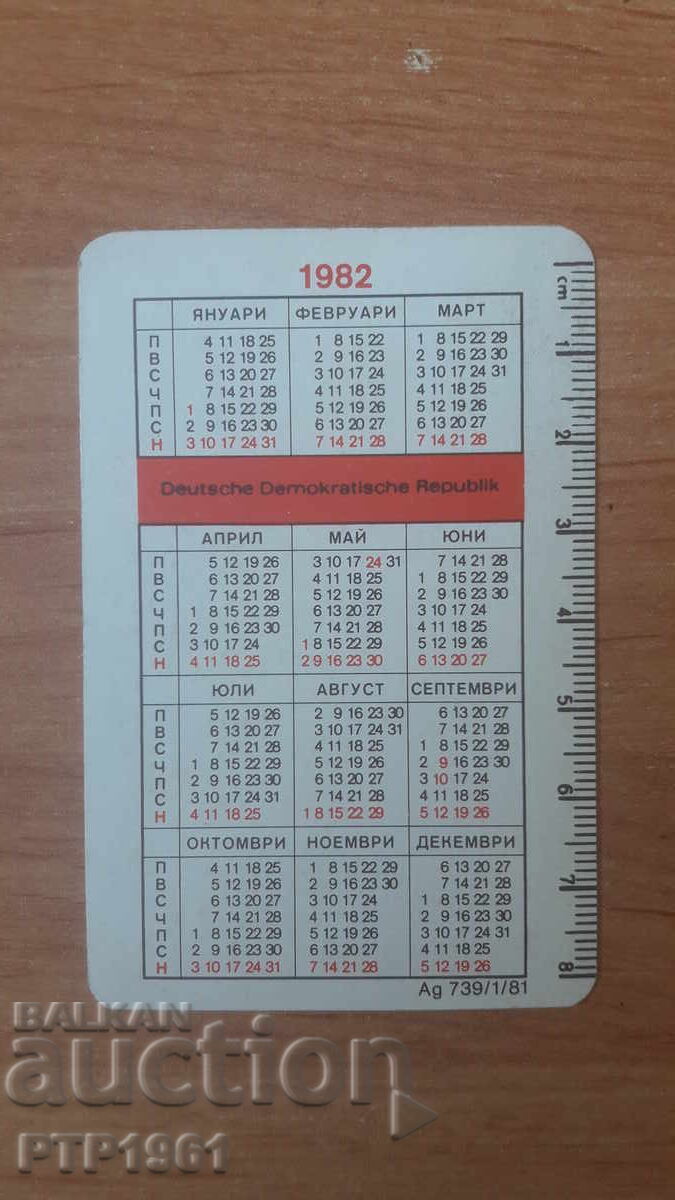 1982
ЯНУАРИ ФЕВРУАРИ МАРТ
П 4 11 18 25 1 8 15 22 1 8 15 22 29
В 5 12 19 26 2 9 16 23 2 9 16 23 30
С 6 13 20 27 3 10 17 24 3 10 17 24 31
Ч 7 14 21 28 4 11 18 25 4 11 18 25
П 1 8 15 22 29 5 12 19 26 5 12 19 26
С 2 9 16 23 30 6 13 20 27 6 13 20 27
Н 3 10 17 24 31 7 14 21 28 7 14 21 28
Deutsche Demokratische Republik
АПРИЛ МАЙ ЮНИ
П 5 12 19 26 3 10 17 24 31 7 14 21 28
В 6 13 20 27 4 11 18 25 1 8 15 22 29
С 7 14 21 28 5 12 19 26 2 9 16 23 30
Ч 1 8 15 22 29 6 13 20 27 3 10 17 24
П 2 9 16 23 30 7 14 21 28 4 11 18 25
С 3 10 17 24 1 8 15 22 29 5 12 19 26
Н 4 11 18 25 2 9 16 23 30 6 13 20 27
ЮЛИ АВГУСТ СЕПТЕМВРИ
П 5 12 19 26 2 9 16 23 30 6 13 20 27
В 6 13 20 27 3 10 17 24 31 7 14 21 28
С 7 14 21 28 4 11 18 25 1 8 15 22 29
Ч 1 8 15 22 29 5 12 19 26 2 9 16 23 30
П 2 9 16 23 30 6 13 20 27 3 10 17 24
С 3 10 17 24 31 7 14 21 28 4 11 18 25
Н 4 11 18 25 1 8 15 22 29 5 12 19 26
ОКТОМВРИ НОЕМВРИ ДЕКЕМВРИ
П 4 11 18 25 1 8 15 22 29 6 13 20 27
В 5 12 19 26 2 9 16 23 30 7 14 21 28
С 6 13 20 27 3 10 17 24 1 8 15 22 29
Ч 7 14 21 28 4 11 18 25 2 9 16 23 30
П 1 8 15 22 29 5 12 19 26 3 10 17 24 31
С 2 9 16 23 30 6 13 20 27 4 11 18 25
Н 3 10 17 24 31 7 14 21 28 5 12 19 26
Ag 739/1/81
cm 1 2 3 4 5 6 7 8
BALKAN
auction
PTP1961